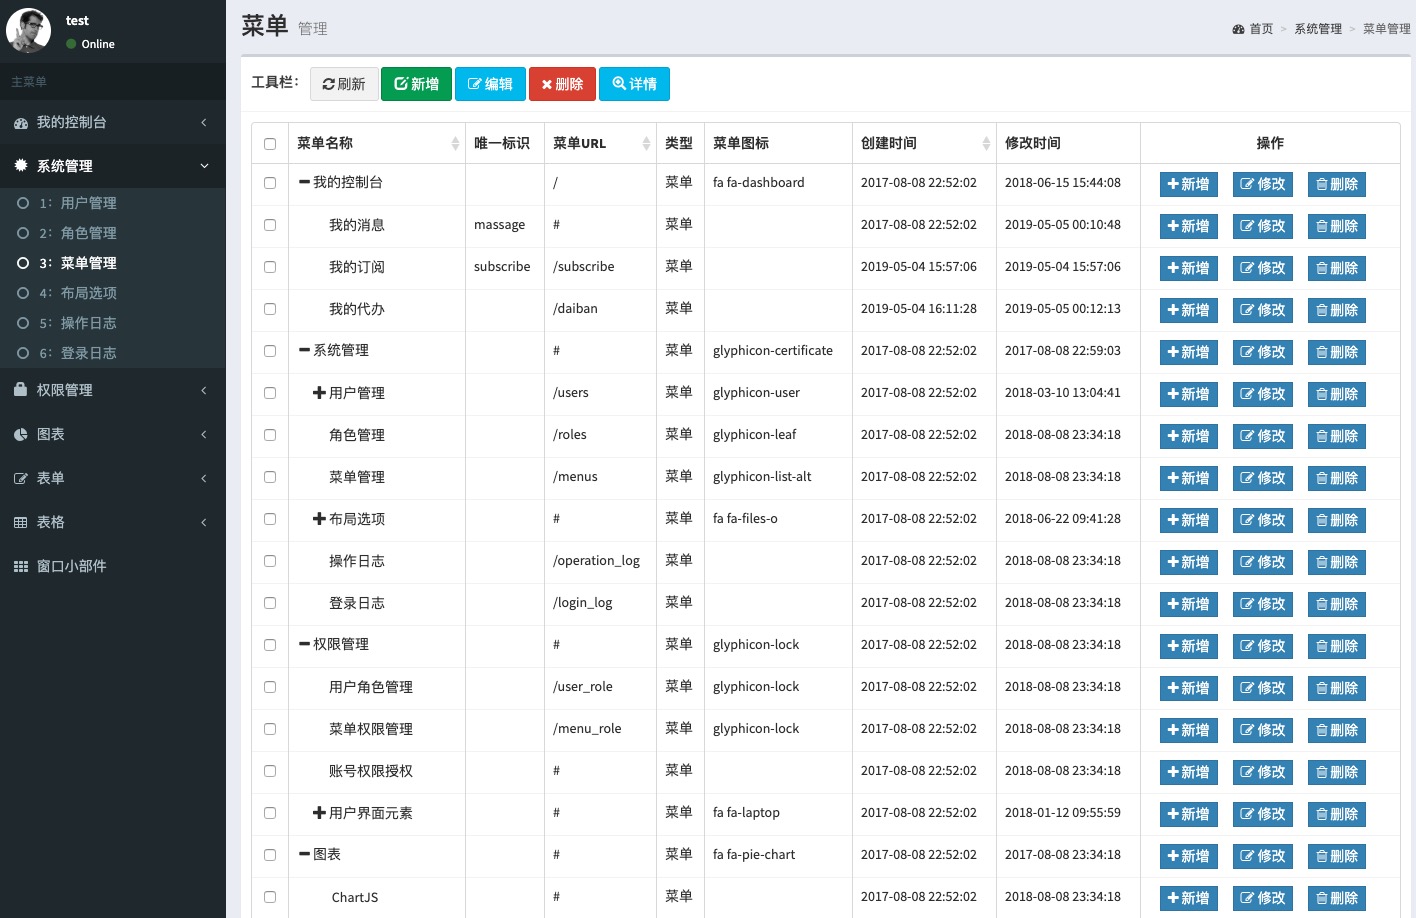 test
Online
主菜单
我的控制台
系统管理
1：用户管理
2：角色管理
3：菜单管理
4：布局选项
5：操作日志
6：登录日志
权限管理
图表
表单
表格
窗口小部件
菜单 管理
首页 > 系统管理 > 菜单管理
工具栏： 刷新 新增 编辑 删除 详情
菜单名称 唯一标识 菜单URL 类型 菜单图标 创建时间 修改时间 操作
我的控制台 / 菜单 fa fa-dashboard 2017-08-08 22:52:02 2018-06-15 15:44:08 新增 修改 删除
我的消息 massage # 菜单 2017-08-08 22:52:02 2019-05-05 00:10:48 新增 修改 删除
我的订阅 subscribe /subscribe 菜单 2019-05-04 15:57:06 2019-05-04 15:57:06 新增 修改 删除
我的代办 /daiban 菜单 2019-05-04 16:11:28 2019-05-05 00:12:13 新增 修改 删除
系统管理 # 菜单 glyphicon-certificate 2017-08-08 22:52:02 2017-08-08 22:59:03 新增 修改 删除
用户管理 /users 菜单 glyphicon-user 2017-08-08 22:52:02 2018-03-10 13:04:41 新增 修改 删除
角色管理 /roles 菜单 glyphicon-leaf 2017-08-08 22:52:02 2018-08-08 23:34:18 新增 修改 删除
菜单管理 /menus 菜单 glyphicon-list-alt 2017-08-08 22:52:02 2018-08-08 23:34:18 新增 修改 删除
布局选项 # 菜单 fa fa-files-o 2017-08-08 22:52:02 2018-06-22 09:41:28 新增 修改 删除
操作日志 /operation_log 菜单 2017-08-08 22:52:02 2018-08-08 23:34:18 新增 修改 删除
登录日志 /login_log 菜单 2017-08-08 22:52:02 2018-08-08 23:34:18 新增 修改 删除
权限管理 # 菜单 glyphicon-lock 2017-08-08 22:52:02 2018-08-08 23:34:18 新增 修改 删除
用户角色管理 /user_role 菜单 glyphicon-lock 2017-08-08 22:52:02 2018-08-08 23:34:18 新增 修改 删除
菜单权限管理 /menu_role 菜单 glyphicon-lock 2017-08-08 22:52:02 2018-08-08 23:34:18 新增 修改 删除
账号权限授权 # 菜单 2017-08-08 22:52:02 2018-08-08 23:34:18 新增 修改 删除
用户界面元素 # 菜单 fa fa-laptop 2017-08-08 22:52:02 2018-01-12 09:55:59 新增 修改 删除
图表 # 菜单 fa fa-pie-chart 2017-08-08 22:52:02 2017-08-08 23:34:18 新增 修改 删除
ChartJS # 菜单 2017-08-08 22:52:02 2018-08-08 23:34:18 新增 修改 删除